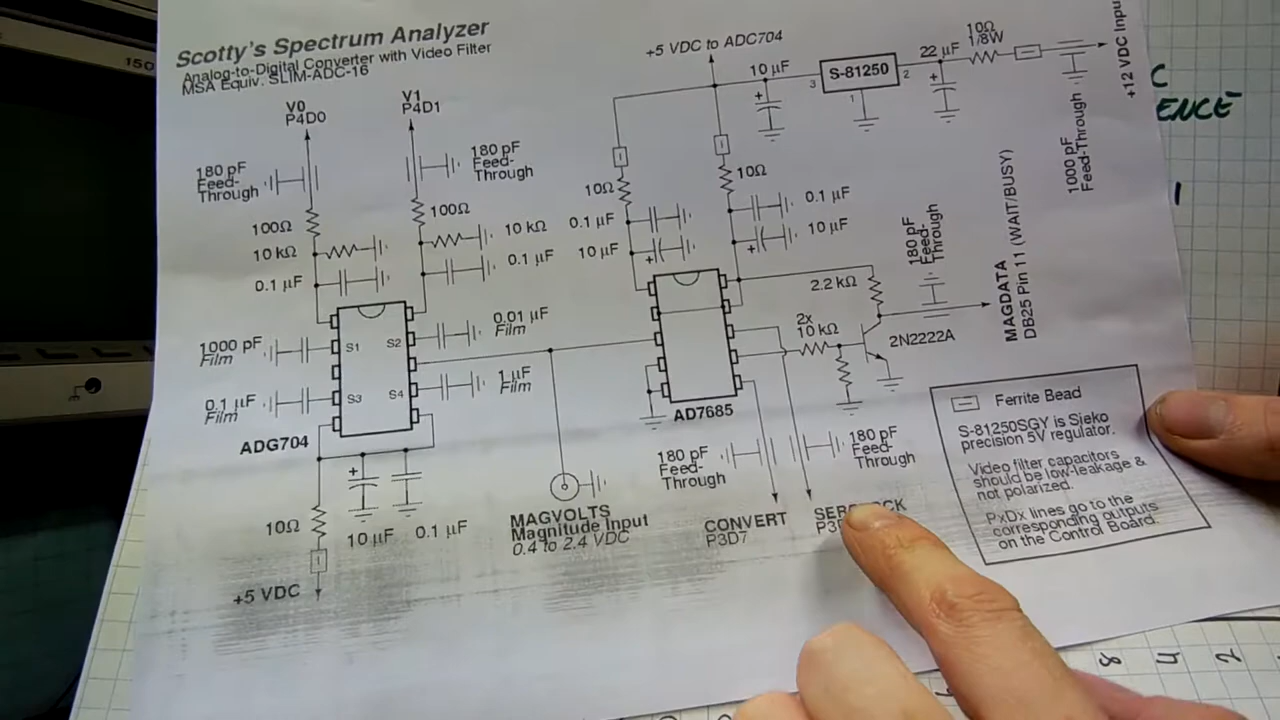 Scotty's Spectrum Analyzer
Analog-to-Digital Converter with Video Filter
MSA Equiv. SLIM-ADC-16
150
V0
P4D0
V1
P4D1
180 pF
Feed-
Through
180 pF
Feed-
Through
100Ω
100Ω
10 kΩ
10 kΩ
0.1 µF
0.1 µF
1000 pF
Film
0.01 µF
Film
S1
S2
S3
S4
0.1 µF
Film
1 µF
Film
ADG704
10Ω
10 µF
0.1 µF
+5 VDC
+5 VDC to ADC704
10 µF
3
S-81250
2
1
22 µF
10Ω
1/8W
+12 VDC
1000 pF
Feed-Through
10Ω
10Ω
0.1 µF
10 µF
0.1 µF
10 µF
2.2 kΩ
2x
10 kΩ
2N2222A
180 pF
Feed-
Through
MAGDATA
DB25 Pin 11 (WAIT/BUSY)
AD7685
180 pF
Feed-
Through
180 pF
Feed-
Through
MAGVOLTS
Magnitude Input
0.4 to 2.4 VDC
CONVERT
P3D7
Ferrite Bead
S-81250SGY is Sieko
precision 5V regulator.
Video filter capacitors
should be low-leakage &
not polarized.
PxDx lines go to the
corresponding outputs
on the Control Board.
8
4
2